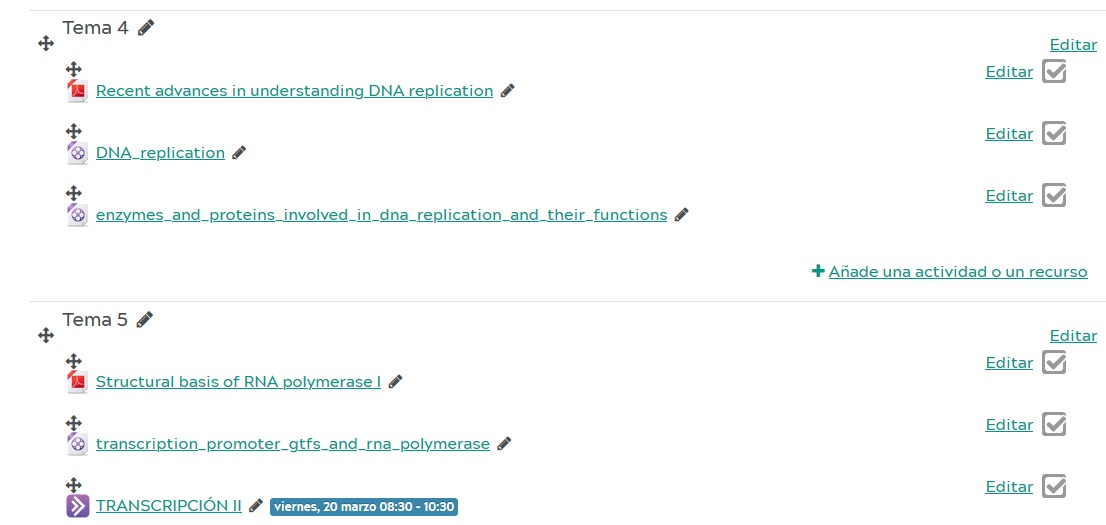 Tema 4
Editar
Editar
Recent advances in understanding DNA replication
Editar
DNA_replication
Editar
enzymes_and_proteins_involved_in_dna_replication_and_their_functions
Añade una actividad o un recurso
Tema 5
Editar
Editar
Structural basis of RNA polymerase I
Editar
transcription_promoter_gtfs_and_rna_polymerase
Editar
TRANSCRIPCIÓN II viernes, 20 marzo 08:30 - 10:30